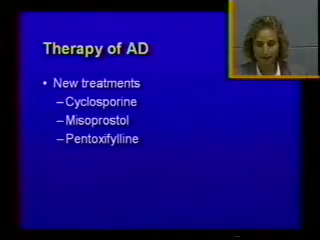 Therapy of AD
• New treatments
– Cyclosporine
– Misoprostol
– Pentoxifylline